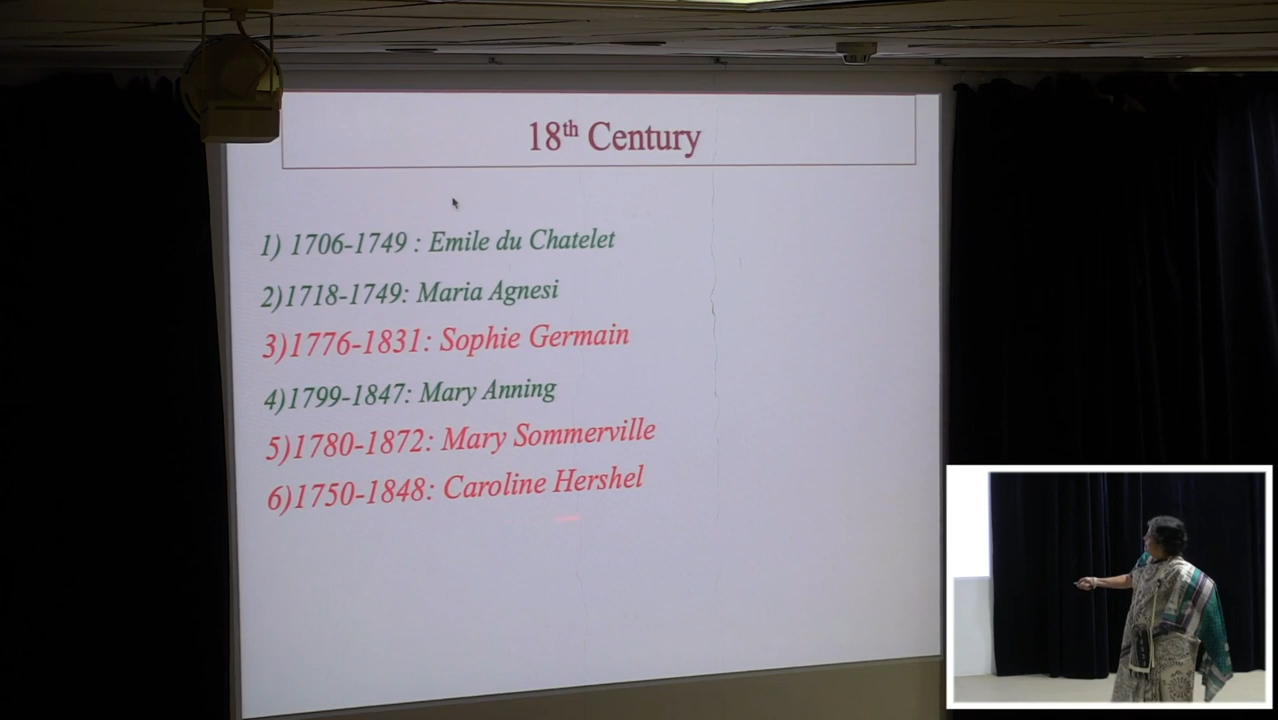 18th Century
1) 1706-1749 : Emile du Chatelet
2)1718-1749: Maria Agnesi
3)1776-1831: Sophie Germain
4)1799-1847: Mary Anning
5)1780-1872: Mary Sommerville
6)1750-1848: Caroline Hershel